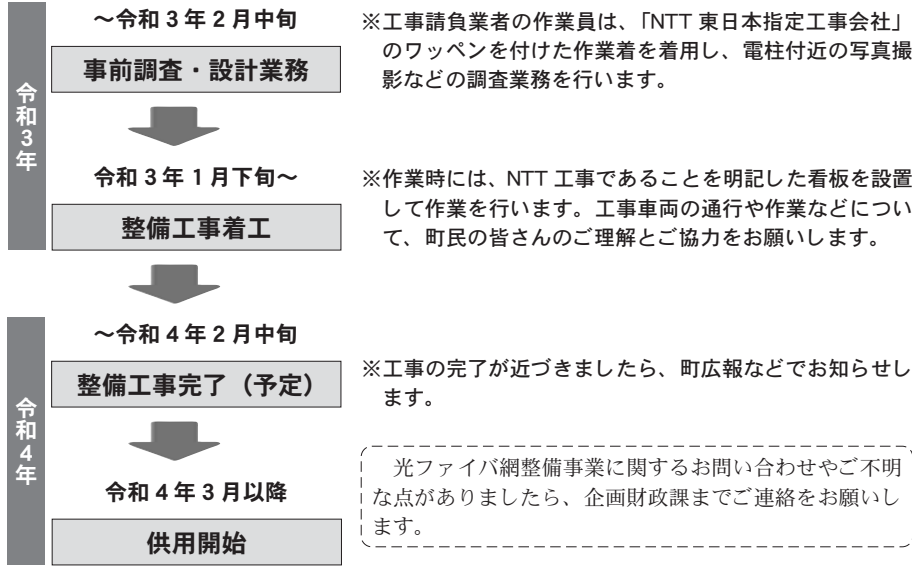 令和３年
～令和３年２月中旬
事前調査・設計業務
※工事請負業者の作業員は、「NTT 東日本指定工事会社」
のワッペンを付けた作業着を着用し、電柱付近の写真撮
影などの調査業務を行います。
令和３年１月下旬～
整備工事着工
※作業時には、NTT 工事であることを明記した看板を設置
して作業を行います。工事車両の通行や作業などについ
て、町民の皆さんのご理解とご協力をお願いします。
令和４年
～令和４年２月中旬
整備工事完了（予定）
※工事の完了が近づきましたら、町広報などでお知らせし
ます。
令和４年３月以降
供用開始
光ファイバ網整備事業に関するお問い合わせやご不明
な点がありましたら、企画財政課までご連絡をお願いし
ます。